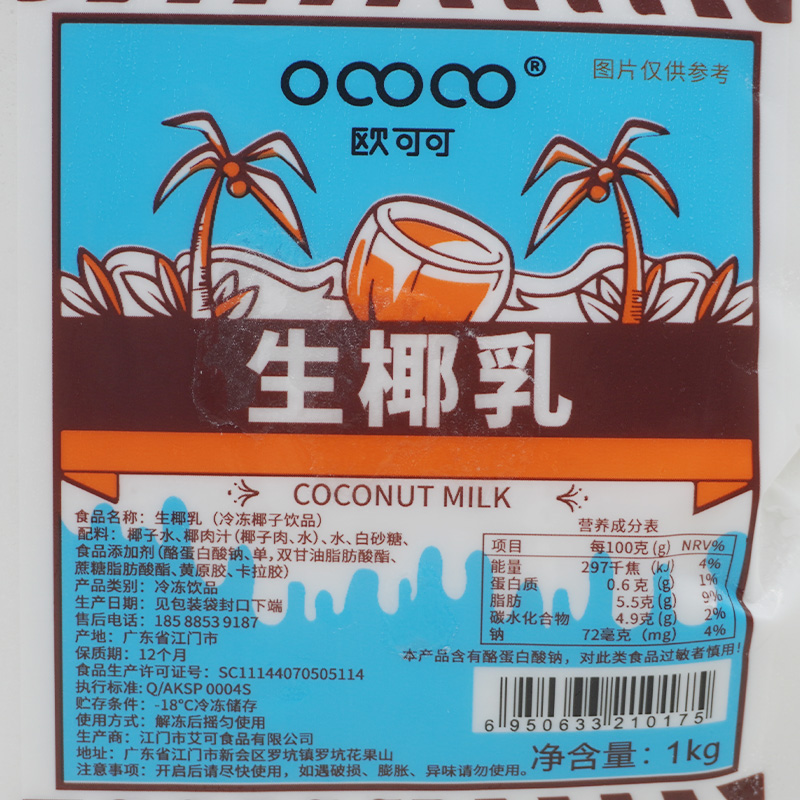 OCOCO®
图片仅供参考
欧可可
生椰乳
COCONUT MILK
食品名称：生椰乳（冷冻椰子饮品）
配料：椰子水、椰肉汁（椰子肉、水）、水、白砂糖、
食品添加剂（酪蛋白酸钠、单，双甘油脂肪酸酯、
蔗糖脂肪酸酯、黄原胶、卡拉胶）
产品类别：冷冻饮品
生产日期：见包装袋封口下端
售后电话：185 8853 9187
产地：广东省江门市
保质期：12个月
食品生产许可证号：SC11144070505114
执行标准: Q/AKSP 0004S
贮存条件：-18℃冷冻储存
使用方式：解冻后摇匀使用
生产商：江门市艾可食品有限公司
地址：广东省江门市新会区罗坑镇罗坑花果山
注意事项：开启后请尽快使用，如遇破损、膨胀、异味请勿使用。
营养成分表
项目 每100克(g) NRV%
能量 297千焦（kJ） 4%
蛋白质 0.6克(g) 1%
脂肪 5.5克(g) 9%
碳水化合物 4.9克(g) 2%
钠 72毫克（mg） 4%
本产品含有酪蛋白酸钠，对此类食品过敏者慎用！
6 950633 210175
净含量：1kg